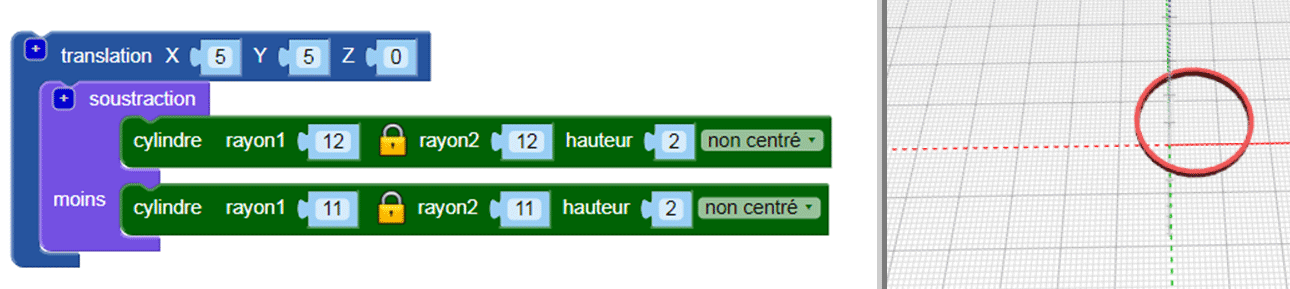 + translation X 5 Y 5 Z 0
+ soustraction
cylindre rayon1 12 rayon2 12 hauteur 2 non centré
moins cylindre rayon1 11 rayon2 11 hauteur 2 non centré